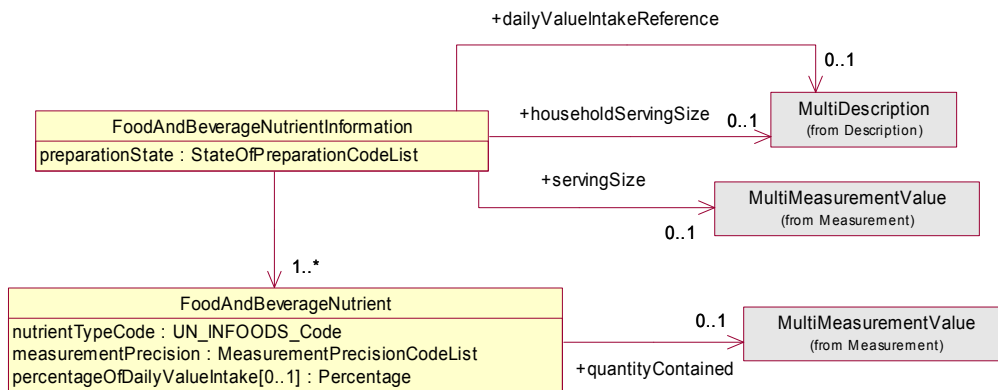 +dailyValueIntakeReference
0..1
FoodAndBeverageNutrientInformation
preparationState : StateOfPreparationCodeList
+householdServingSize
0..1
MultiDescription
(from Description)
+servingSize
0..1
MultiMeasurementValue
(from Measurement)
1..*
FoodAndBeverageNutrient
nutrientTypeCode : UN_INFOODS_Code
measurementPrecision : MeasurementPrecisionCodeList
percentageOfDailyValueIntake[0..1] : Percentage
0..1
+quantityContained
MultiMeasurementValue
(from Measurement)